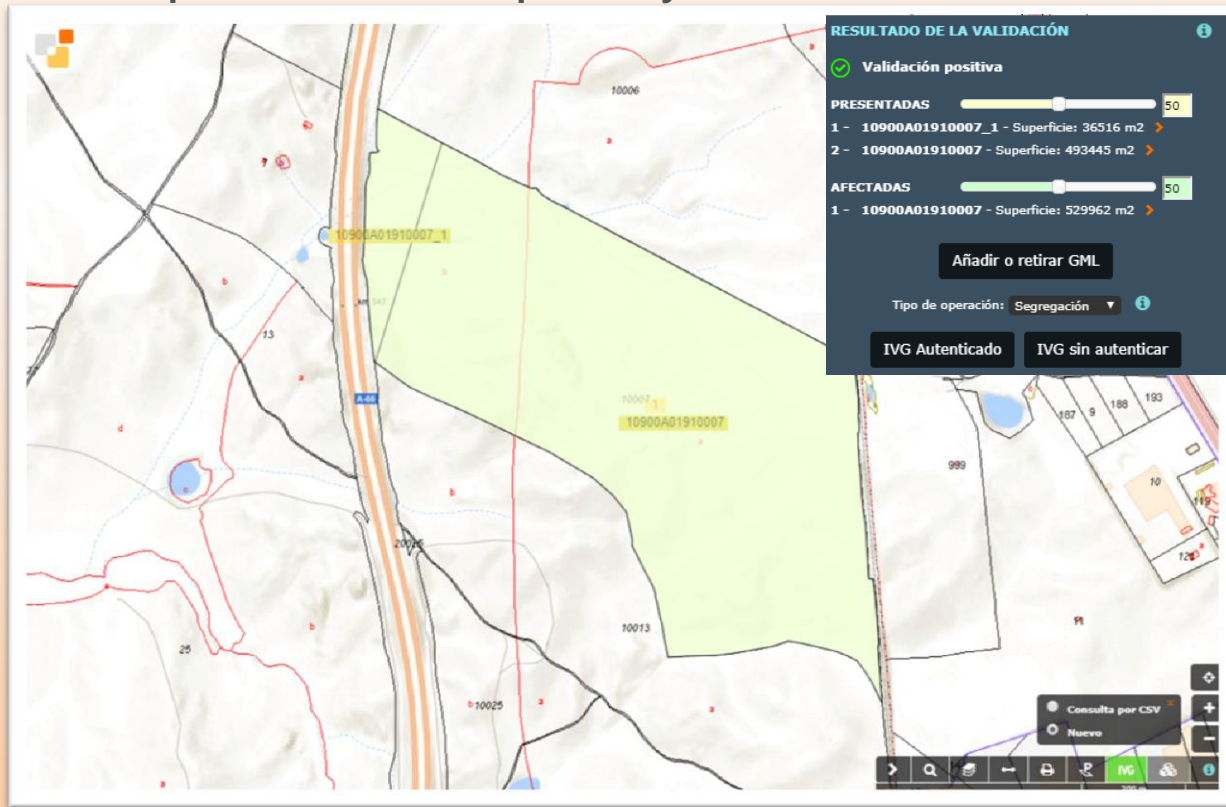 RESULTADO DE LA VALIDACIÓN
Validación positiva
PRESENTADAS 50
1 - 10900A01910007_1 - Superficie: 36516 m2
2 - 10900A01910007 - Superficie: 493445 m2
AFECTADAS 50
1 - 10900A01910007 - Superficie: 529962 m2
Añadir o retirar GML
Tipo de operación: Segregación
IVG Autenticado IVG sin autenticar
10006
a
a
10900A01910007_1
b
b
13
a
A-66
10007 1
10900A01910007
a
d
b
187 9 188 193
999
10
c
b
10013
25
b
b 10025
a
a
a
Consulta por CSV
Nuevo
IVG